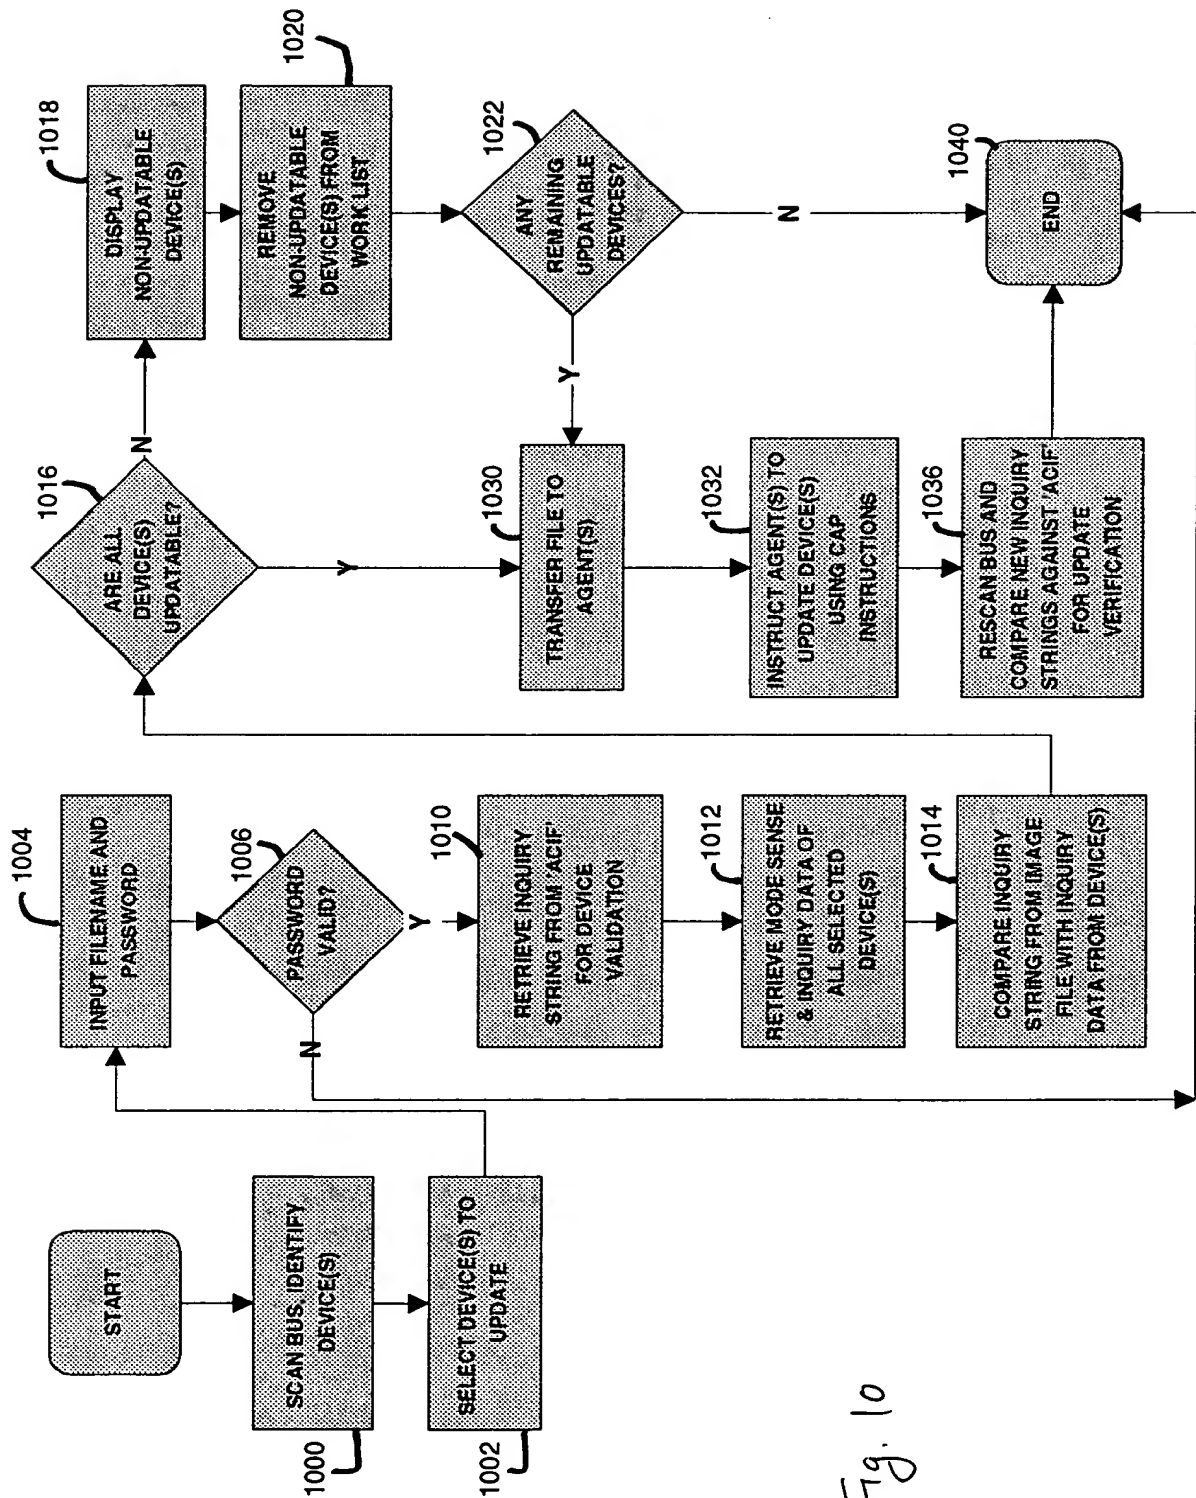 START
SCAN BUS, IDENTIFY
DEVICE(S)
1000
SELECT DEVICE(S) TO
UPDATE
1002
INPUT FILENAME AND
PASSWORD
1004
PASSWORD
VALID?
1006
N
Y
RETRIEVE INQUIRY
STRING FROM 'ACIF'
FOR DEVICE
VALIDATION
1010
RETRIEVE MODE SENSE
& INQUIRY DATA OF
ALL SELECTED
DEVICE(S)
1012
COMPARE INQUIRY
STRING FROM IMAGE
FILE WITH INQUIRY
DATA FROM DEVICE(S)
1014
ARE ALL
DEVICE(S)
UPDATABLE?
1016
N
Y
DISPLAY
NON-UPDATABLE
DEVICE(S)
1018
REMOVE
NON-UPDATABLE
DEVICE(S) FROM
WORK LIST
1020
ANY
REMAINING
UPDATABLE
DEVICES?
1022
Y
N
TRANSFER FILE TO
AGENT(S)
1030
INSTRUCT AGENT(S) TO
UPDATE DEVICE(S)
USING CAP
INSTRUCTIONS
1032
RESCAN BUS AND
COMPARE NEW INQUIRY
STRINGS AGAINST 'ACIF'
FOR UPDATE
VERIFICATION
1036
END
1040
Fig. 10